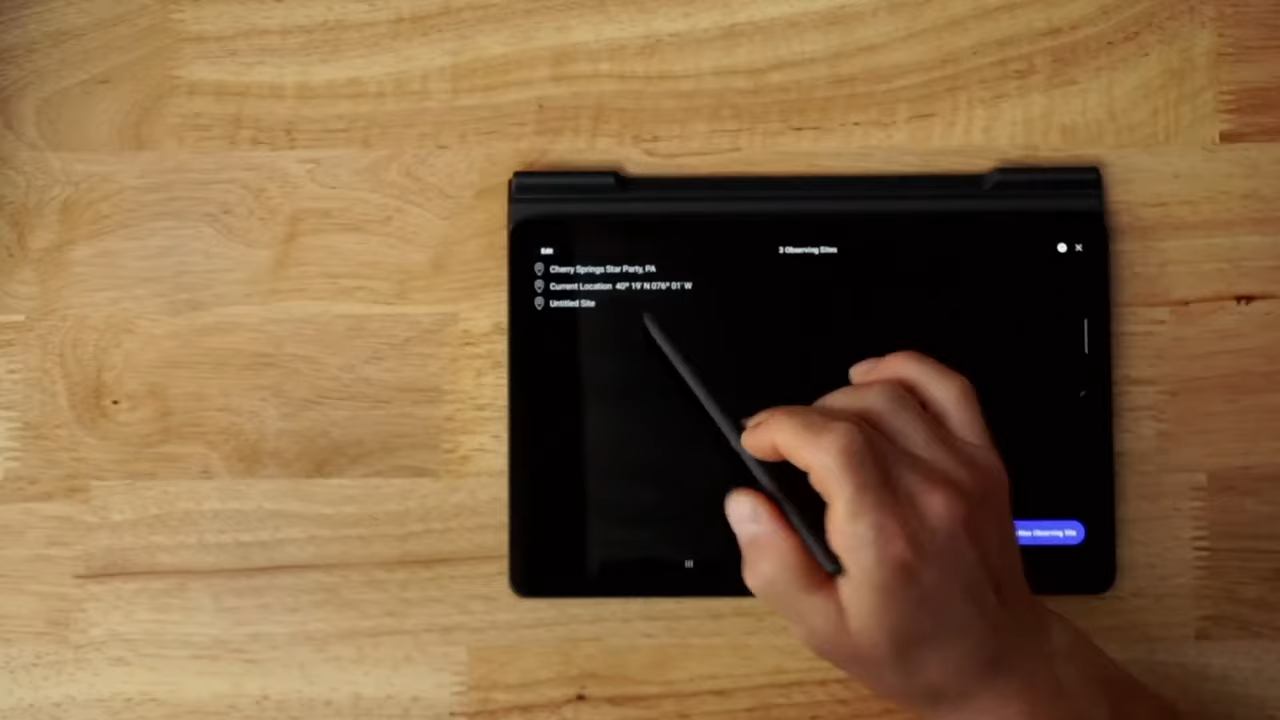 Edit
3 Observing Sites
Cherry Springs Star Party, PA
Current Location 40° 19' N 076° 01' W
Untitled Site
New Observing Site